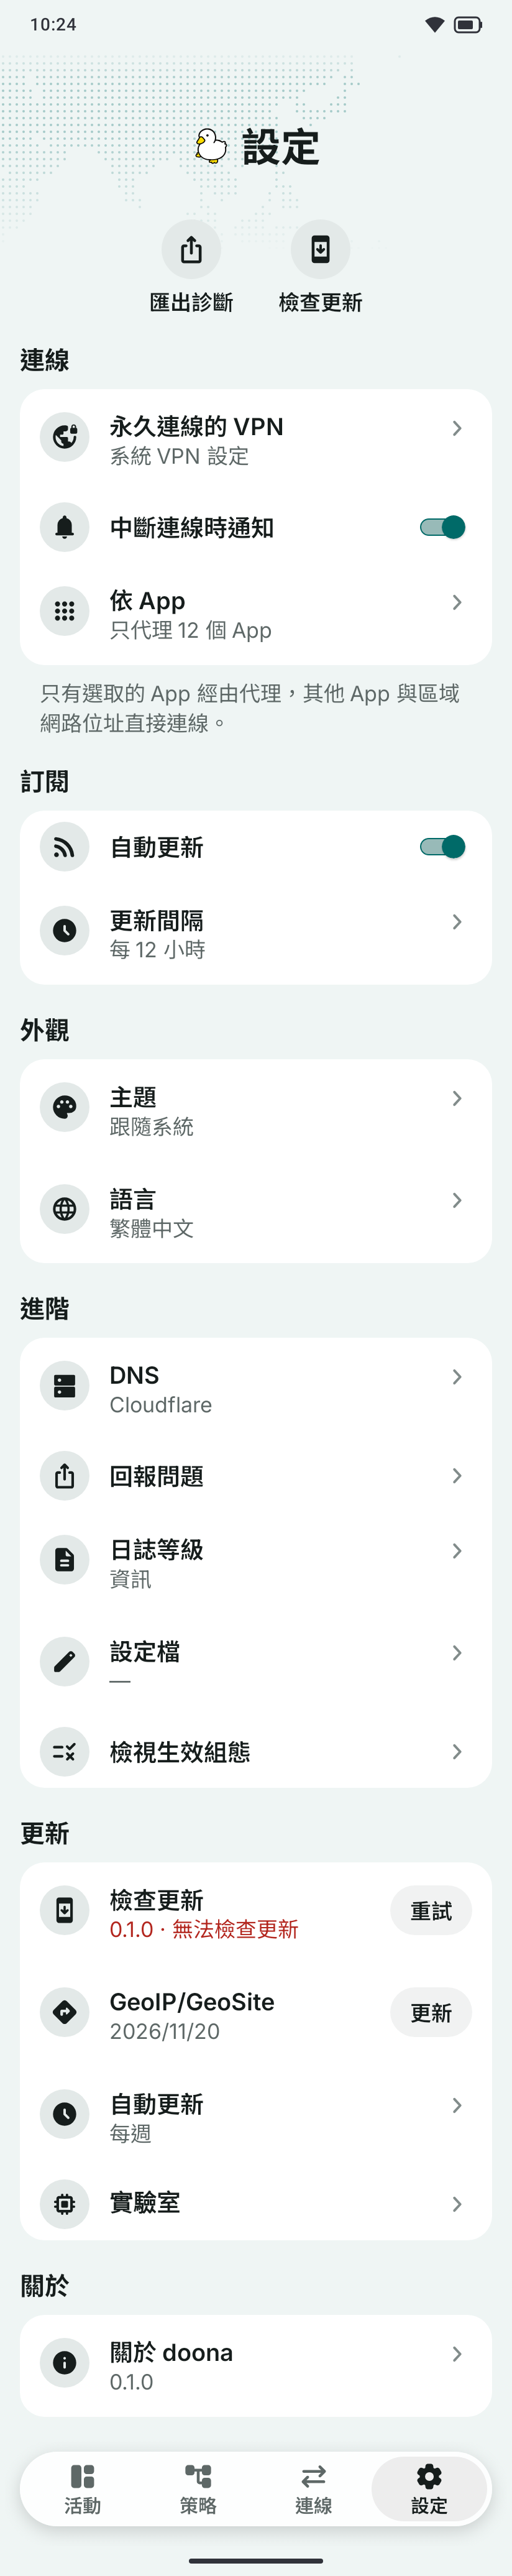 10:24
設定
匯出診斷
檢查更新
連線
永久連線的 VPN
系統 VPN 設定
中斷連線時通知
依 App
只代理 12 個 App
只有選取的 App 經由代理，其他 App 與區域
網路位址直接連線。
訂閱
自動更新
更新間隔
每 12 小時
外觀
主題
跟隨系統
語言
繁體中文
進階
DNS
Cloudflare
回報問題
日誌等級
資訊
設定檔
—
檢視生效組態
更新
檢查更新
0.1.0 · 無法檢查更新
重試
GeoIP/GeoSite
2026/11/20
更新
自動更新
每週
實驗室
關於
關於 doona
0.1.0
活動
策略
連線
設定